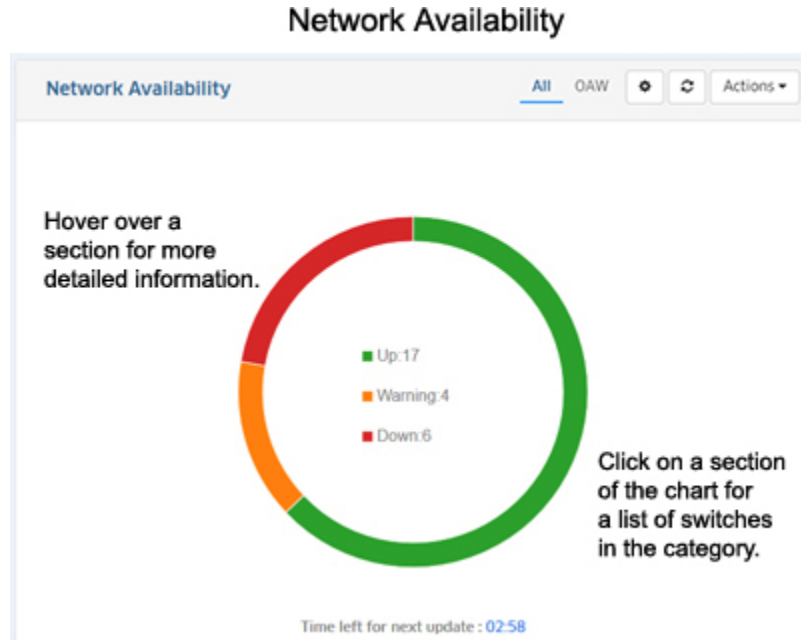 Network Availability
Network Availability
All OAW Actions
Hover over a
section for more
detailed information.
Up:17
Warning:4
Down:6
Click on a section
of the chart for
a list of switches
in the category.
Time left for next update : 02:58